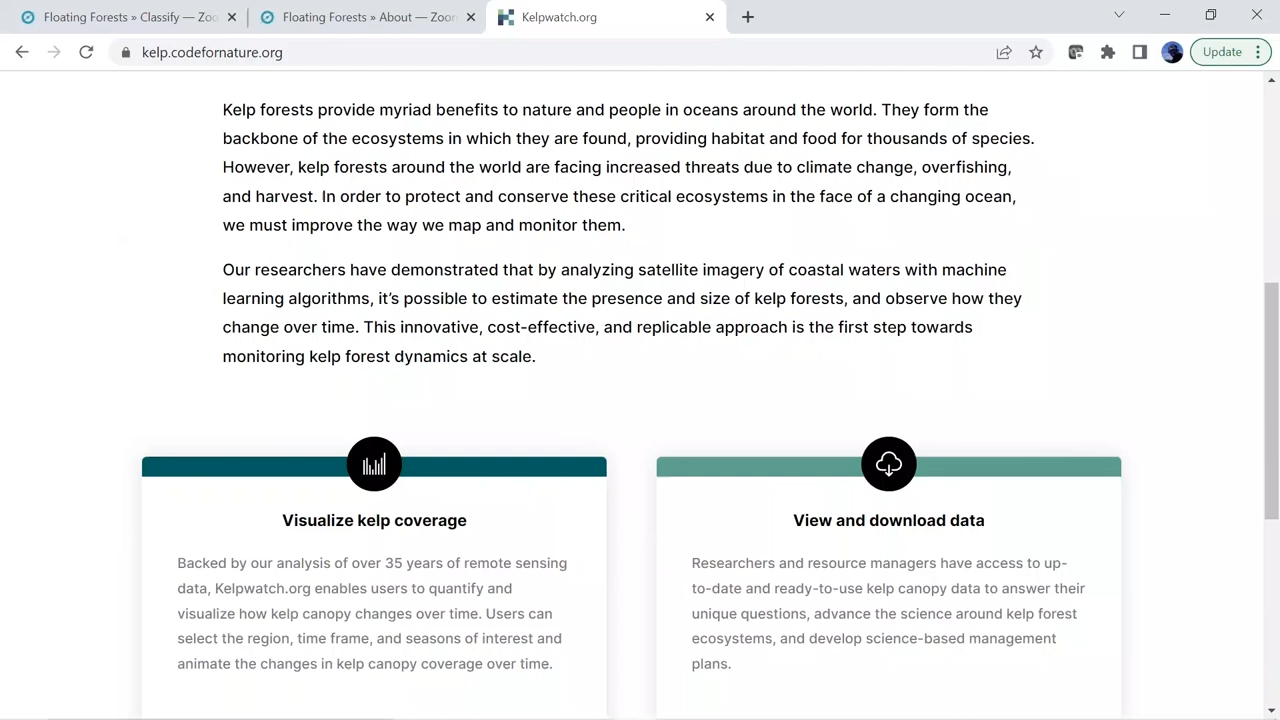 Floating Forests » Classify — Zoo
Floating Forests » About — Zoon
Kelpwatch.org
kelp.codefornature.org
Update
Kelp forests provide myriad benefits to nature and people in oceans around the world. They form the
backbone of the ecosystems in which they are found, providing habitat and food for thousands of species.
However, kelp forests around the world are facing increased threats due to climate change, overfishing,
and harvest. In order to protect and conserve these critical ecosystems in the face of a changing ocean,
we must improve the way we map and monitor them.
Our researchers have demonstrated that by analyzing satellite imagery of coastal waters with machine
learning algorithms, it’s possible to estimate the presence and size of kelp forests, and observe how they
change over time. This innovative, cost-effective, and replicable approach is the first step towards
monitoring kelp forest dynamics at scale.
Visualize kelp coverage
Backed by our analysis of over 35 years of remote sensing
data, Kelpwatch.org enables users to quantify and
visualize how kelp canopy changes over time. Users can
select the region, time frame, and seasons of interest and
animate the changes in kelp canopy coverage over time.
View and download data
Researchers and resource managers have access to up-
to-date and ready-to-use kelp canopy data to answer their
unique questions, advance the science around kelp forest
ecosystems, and develop science-based management
plans.